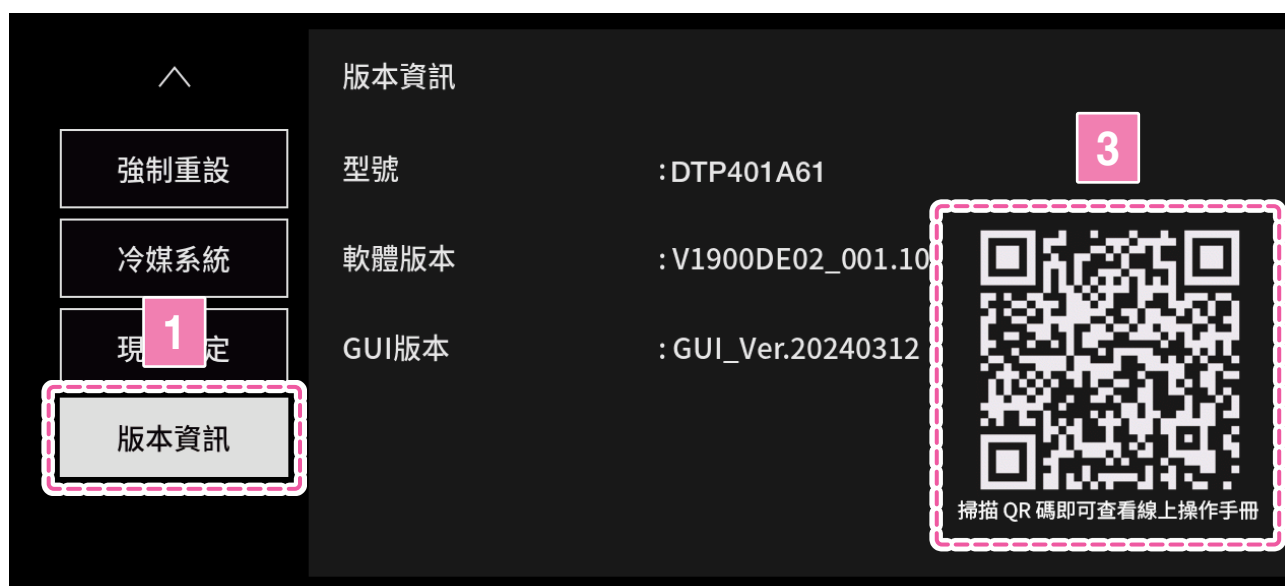 強制重設
冷媒系統
現 定
1
版本資訊
版本資訊
型號 :DTP401A61
軟體版本 :V1900DE02_001.10
GUI版本 :GUI_Ver.20240312
3
掃描 QR 碼即可查看線上操作手冊